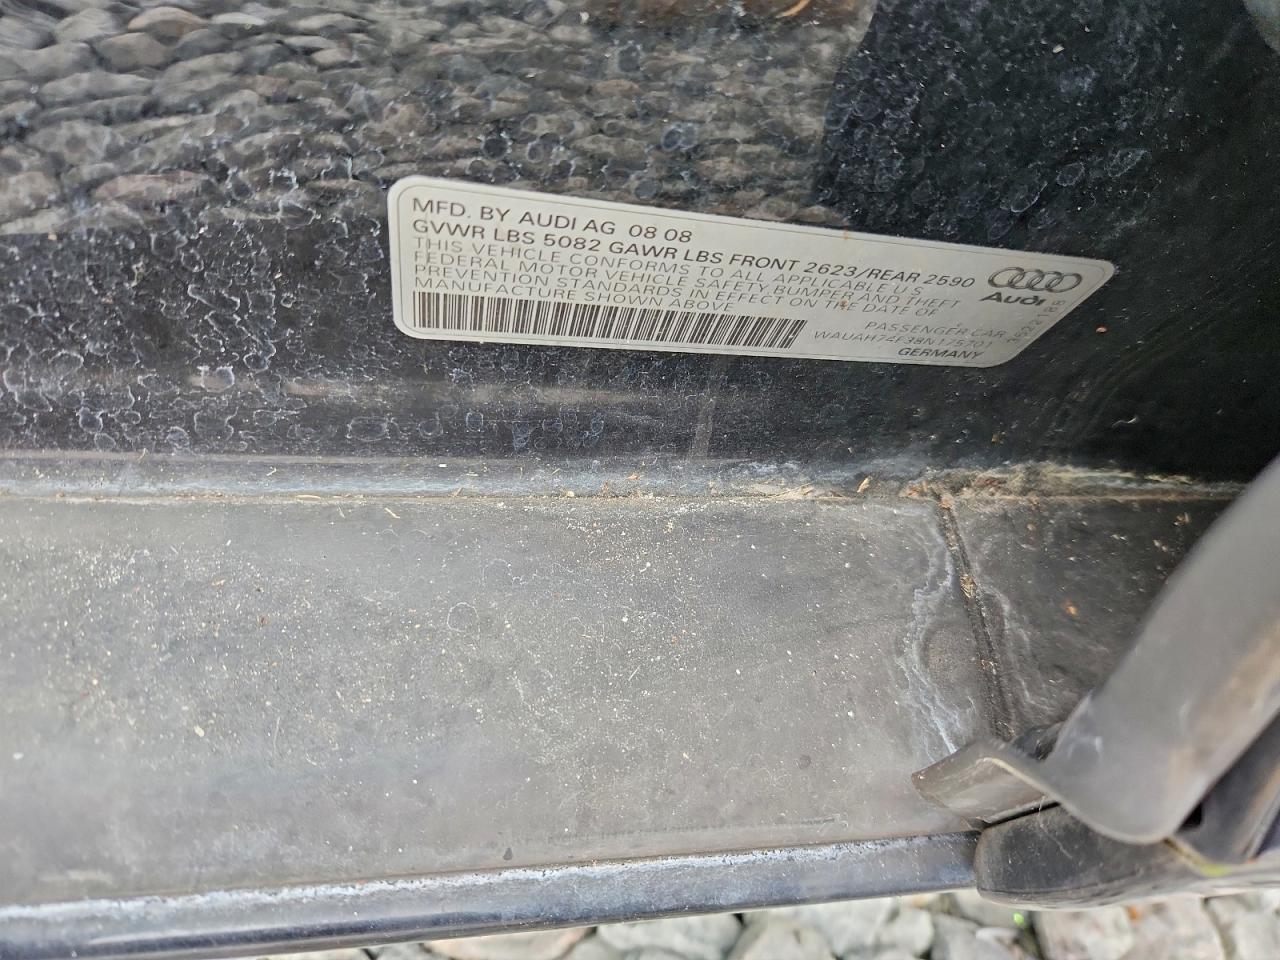 MFD. BY AUDI AG 08 08
GVWR LBS 5082 GAWR LBS FRONT 2623/REAR 2590
THIS VEHICLE CONFORMS TO ALL APPLICABLE U.S
FEDERAL MOTOR VEHICLE SAFETY, BUMPER AND THEFT
PREVENTION STANDARDS IN EFFECT ON THE DATE OF
MANUFACTURE SHOWN ABOVE
PASSENGER CAR
WAUAH74F38N175701
GERMANY
Audi